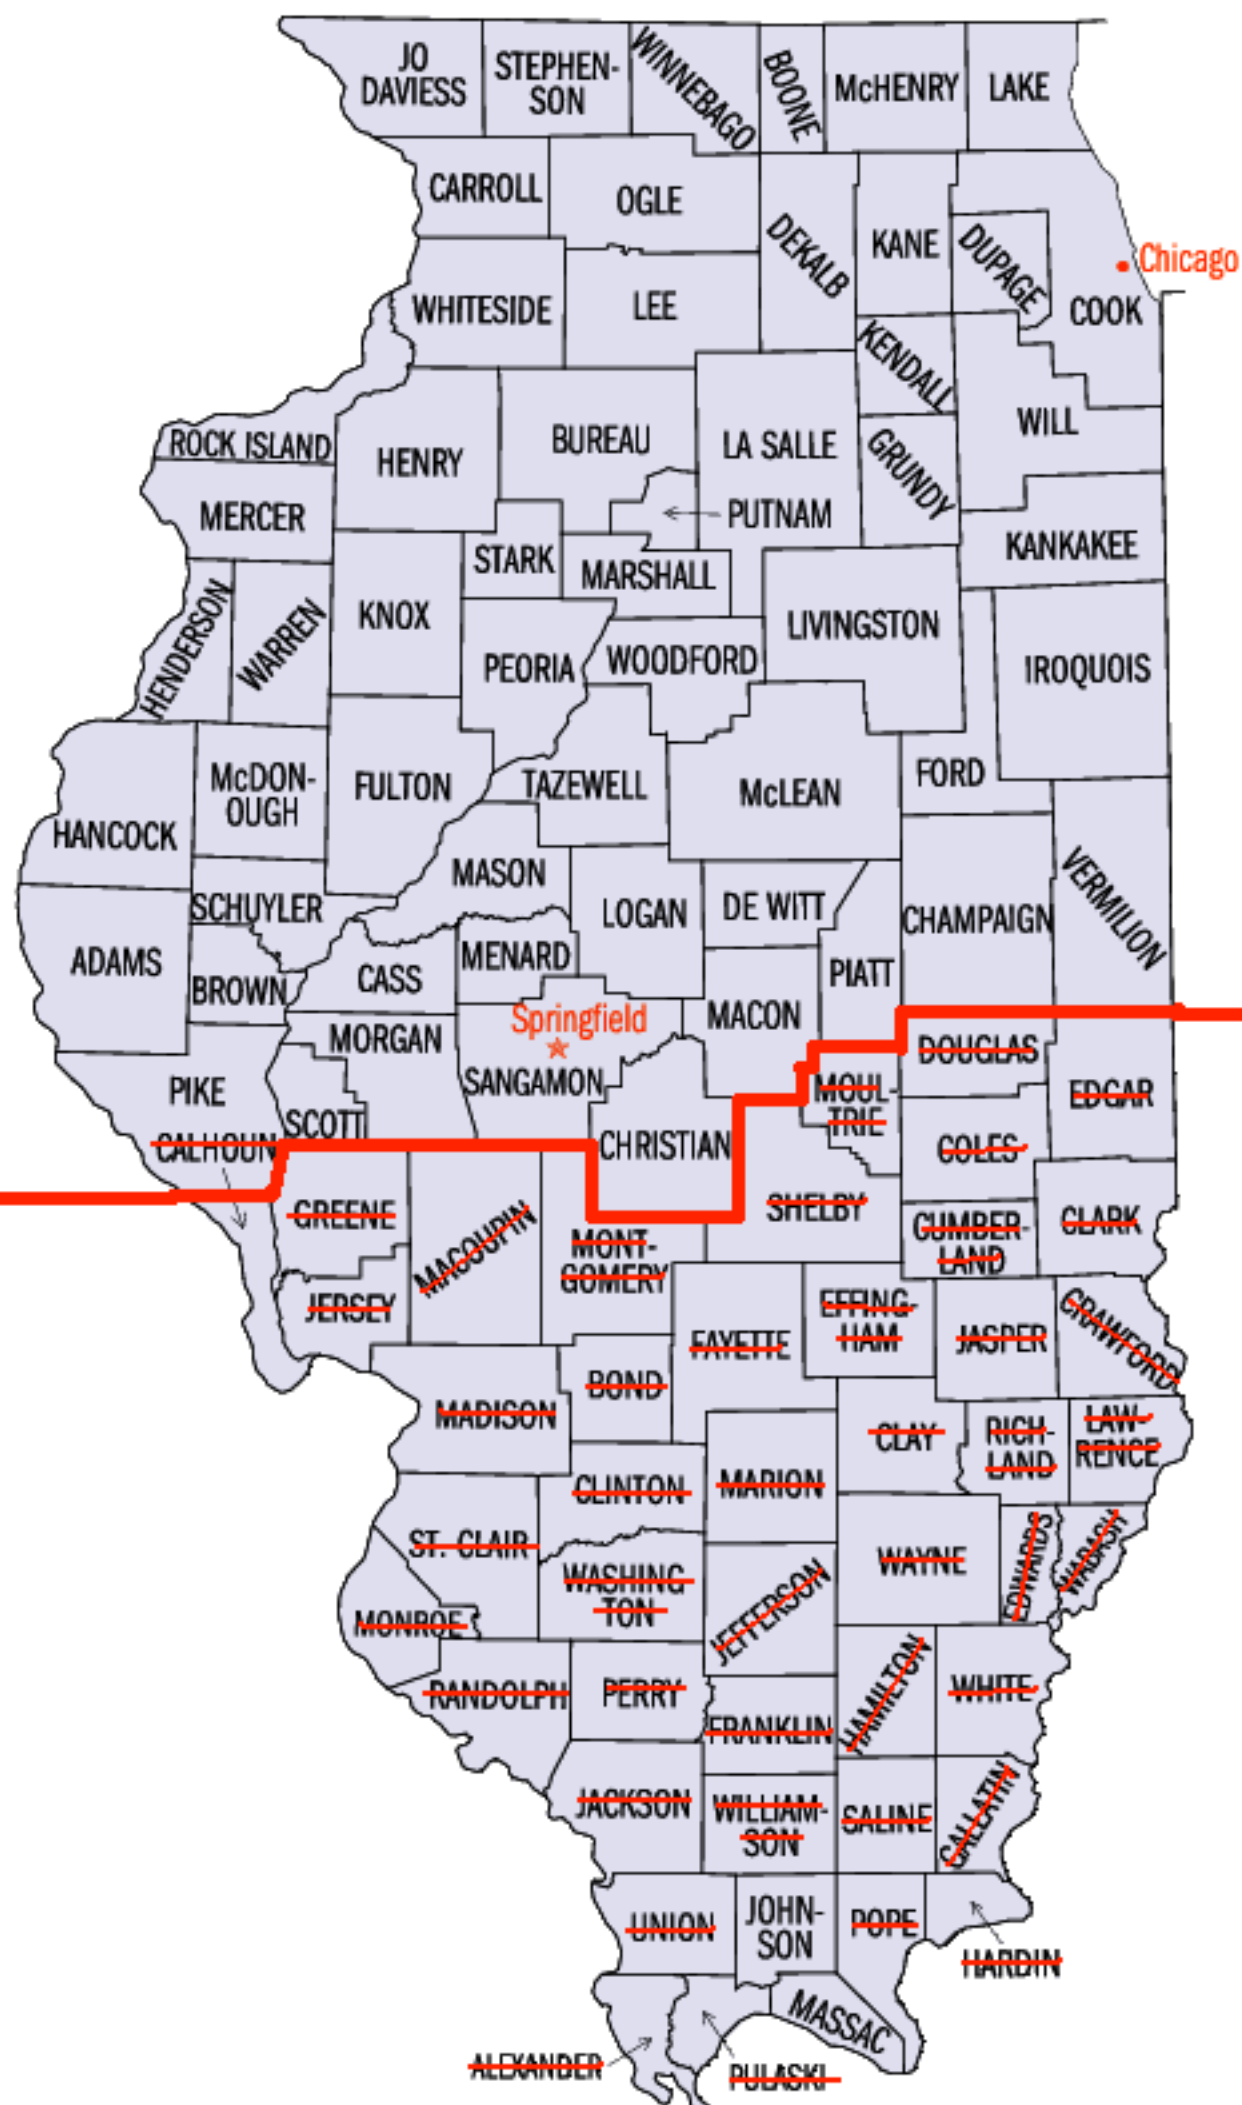 JO
DAVIESS
STEPHEN-
SON
WINNEBAGO
BOONE
McHENRY
LAKE
CARROLL
OGLE
DEKALB
KANE
DUPAGE
COOK
Chicago
WHITESIDE
LEE
KENDALL
WILL
ROCK ISLAND
HENRY
BUREAU
LA SALLE
GRUNDY
MERCER
PUTNAM
KANKAKEE
STARK
MARSHALL
HENDERSON
WARREN
KNOX
PEORIA
WOODFORD
LIVINGSTON
IROQUOIS
HANCOCK
McDON-
OUGH
FULTON
TAZEWELL
McLEAN
FORD
SCHUYLER
MASON
LOGAN
DE WITT
CHAMPAIGN
VERMILION
ADAMS
BROWN
CASS
MENARD
PIATT
MACON
MORGAN
Springfield
SANGAMON
PIKE
SCOTT
CHRISTIAN
MOUL-
TRIE
DOUGLAS
EDGAR
CALHOUN
COLES
GREENE
MACOUPIN
MONT-
GOMERY
SHELBY
CUMBER-
LAND
CLARK
JERSEY
FAYETTE
EFFING-
HAM
JASPER
CRAWFORD
MADISON
BOND
CLAY
RICH-
LAND
LAW-
RENCE
CLINTON
MARION
ST. CLAIR
WASHING
TON
JEFFERSON
WAYNE
EDWARDS
WABASH
MONROE
RANDOLPH
PERRY
FRANKLIN
HAMILTON
WHITE
JACKSON
WILLIAM-
SON
SALINE
GALLATIN
UNION
JOHN-
SON
POPE
HARDIN
MASSAC
ALEXANDER
PULASKI